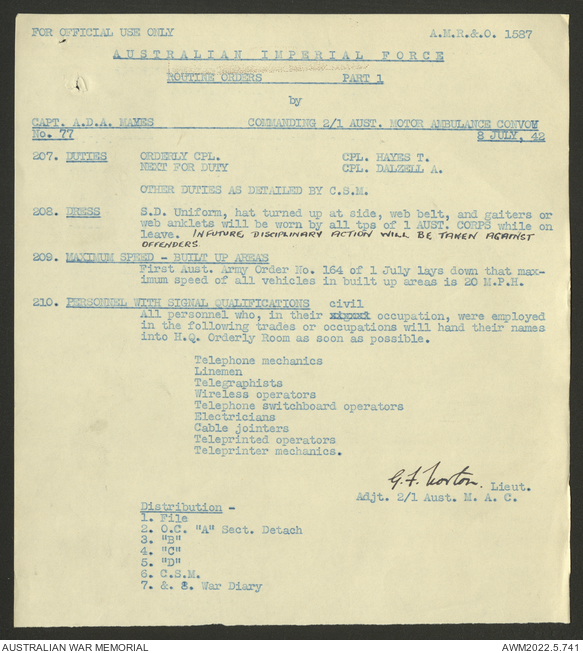 FOR OFFICIAL USE ONLY A.M.R.&.O. 1587
AUSTRALIAN IMPERIAL FORCE
ROUTINE ORDERS PART 1
by
CAPT. A.D.A. MAYES COMMANDING 2/1 AUST. MOTOR AMBULANCE CONVOY
No. 77 8 JULY, 42
207. DUTIES ORDERLY CPL. CPL. HAYES T.
NEXT FOR DUTY CPL. DALZELL A.
OTHER DUTIES AS DETAILED BY C.S.M.
208. DRESS S.D. Uniform, hat turned up at side, web belt, and gaiters or
web anklets will be worn by all tps of 1 AUST. CORPS while on
leave. IN FUTURE DISCIPLINARY ACTION WILL BE TAKEN AGAINST
OFFENDERS
209. MAXIMUM SPEED - BUILT UP AREAS
First Aust. Army Order No. 164 of 1 July lays down that max-
imum speed of all vehicles in built up areas is 20 M.P.H.
210. PERSONNEL WITH SIGNAL QUALIFICATIONS civil
All personnel who, in their occupation, were employed
in the following trades or occupations will hand their names
into H.Q. Orderly Room as soon as possible.
Telephone mechanics
Linemen
Telegraphists
Wireless operators
Telephone switchboard operators
Electricians
Cable jointers
Teleprinted operators
Teleprinter mechanics.
G.F. Norton. Lieut.
Adjt. 2/1 Aust. M. A. C.
Distribution -
1. File
2. O.C. "A" Sect. Detach
3. "B"
4. "C"
5. "D"
6. C.S.M.
7. &. 8. War Diary
AUSTRALIAN WAR MEMORIAL AWM2022.5.741